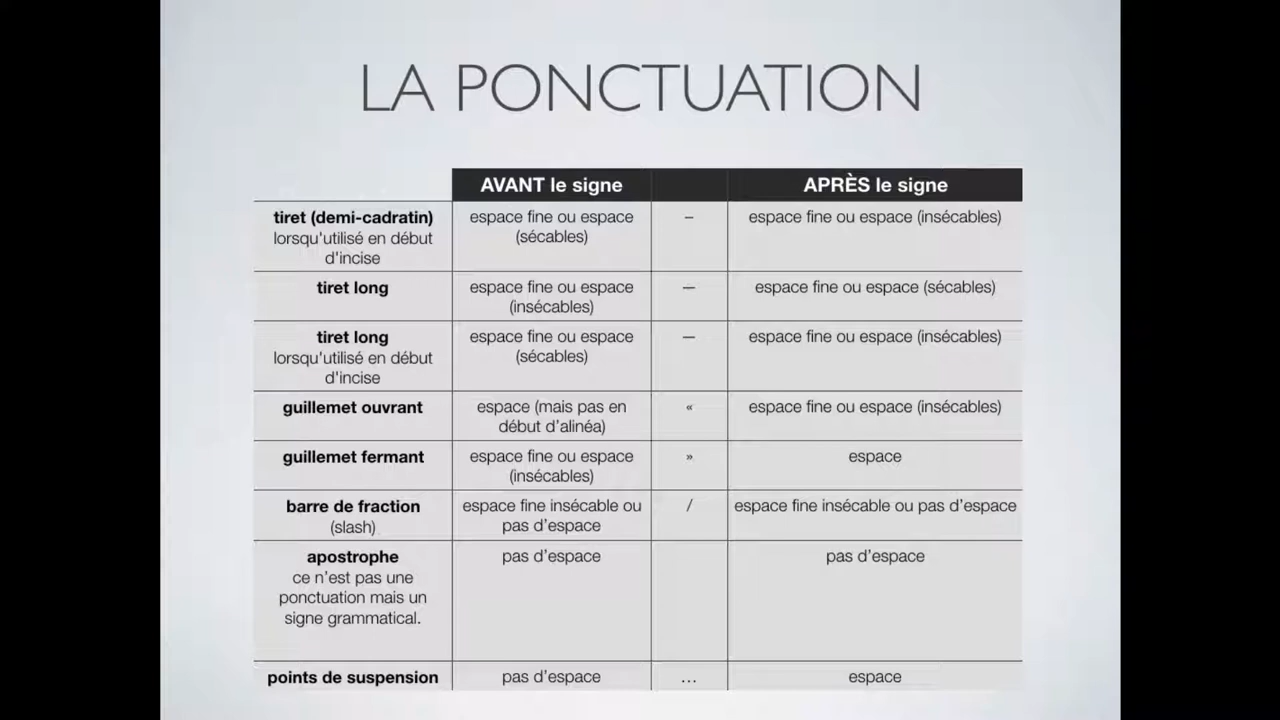 LA PONCTUATION
AVANT le signe APRÈS le signe
tiret (demi-cadratin) espace fine ou espace – espace fine ou espace (insécables)
lorsqu'utilisé en début (sécables)
d'incise
tiret long espace fine ou espace — espace fine ou espace (sécables)
(insécables)
tiret long espace fine ou espace — espace fine ou espace (insécables)
lorsqu'utilisé en début (sécables)
d'incise
guillemet ouvrant espace (mais pas en « espace fine ou espace (insécables)
début d’alinéa)
guillemet fermant espace fine ou espace » espace
(insécables)
barre de fraction espace fine insécable ou / espace fine insécable ou pas d’espace
(slash) pas d’espace
apostrophe pas d’espace pas d’espace
ce n’est pas une
ponctuation mais un
signe grammatical.
points de suspension pas d’espace … espace